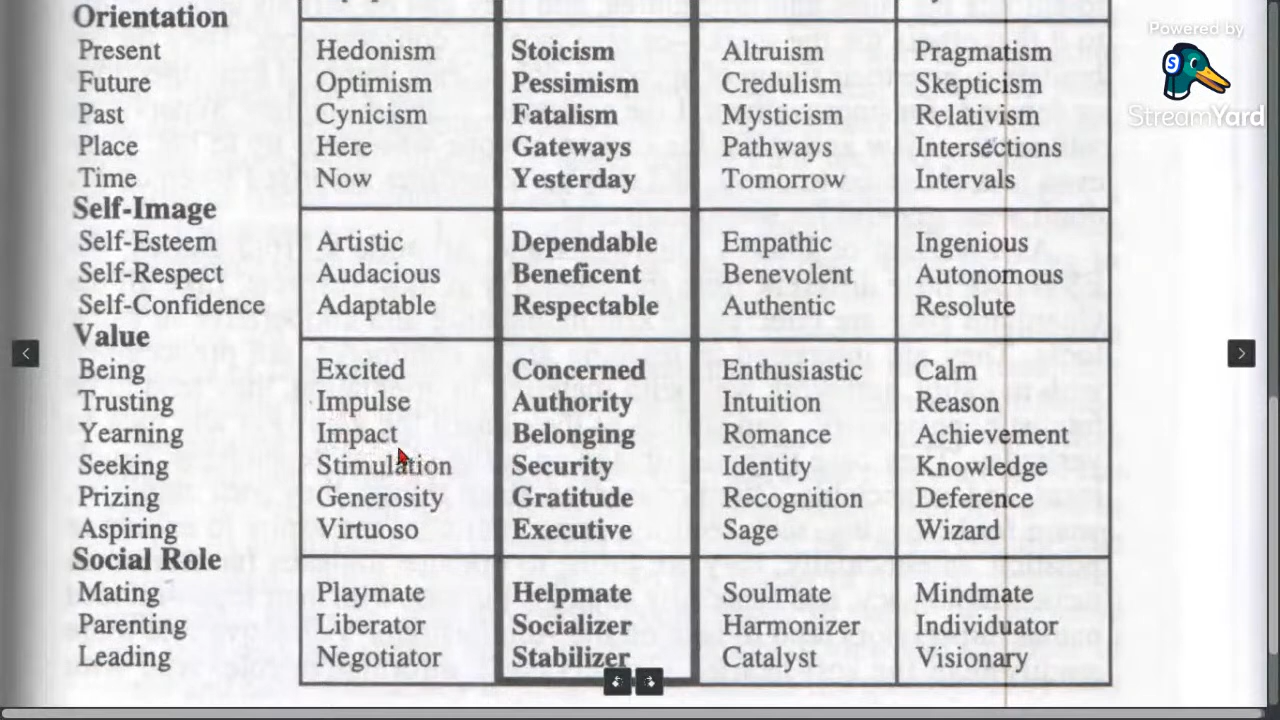 Orientation
Present Hedonism Stoicism Altruism Pragmatism
Future Optimism Pessimism Credulism Skepticism
Past Cynicism Fatalism Mysticism Relativism
Place Here Gateways Pathways Intersections
Time Now Yesterday Tomorrow Intervals
Self-Image
Self-Esteem Artistic Dependable Empathic Ingenious
Self-Respect Audacious Beneficent Benevolent Autonomous
Self-Confidence Adaptable Respectable Authentic Resolute
Value
Being Excited Concerned Enthusiastic Calm
Trusting Impulse Authority Intuition Reason
Yearning Impact Belonging Romance Achievement
Seeking Stimulation Security Identity Knowledge
Prizing Generosity Gratitude Recognition Deference
Aspiring Virtuoso Executive Sage Wizard
Social Role
Mating Playmate Helpmate Soulmate Mindmate
Parenting Liberator Socializer Harmonizer Individuator
Leading Negotiator Stabilizer Catalyst Visionary
Powered by
S
StreamYard